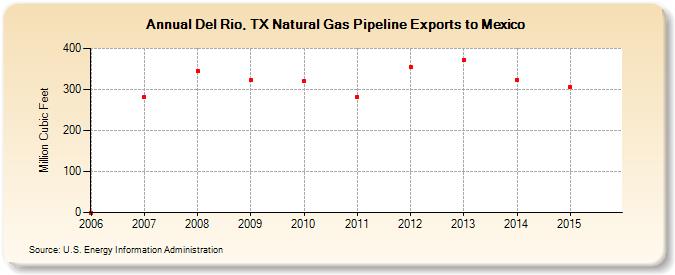 Annual Del Rio, TX Natural Gas Pipeline Exports to Mexico
Million Cubic Feet
400
300
200
100
0
2006 2007 2008 2009 2010 2011 2012 2013 2014 2015
Source: U.S. Energy Information Administration